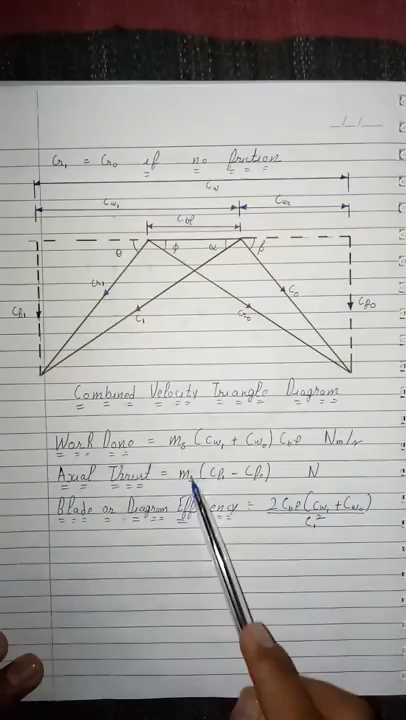 _/_/_
Cr₁ = Cr₀ if no friction
Cw
Cw₁ Cw₀
Cbl
θ φ α β
Cf₁ Cr₁ C₁ Cr₀ C₀ Cf₀
Combined Velocity Triangle Diagram
Work Done = ms (Cw₁ + Cw₀) Cbl Nm/s
Axial Thrust = ms (Cf₁ - Cf₀) N
Blade or Diagram Efficiency = 2 Cbl (Cw₁ + Cw₀)
C₁²